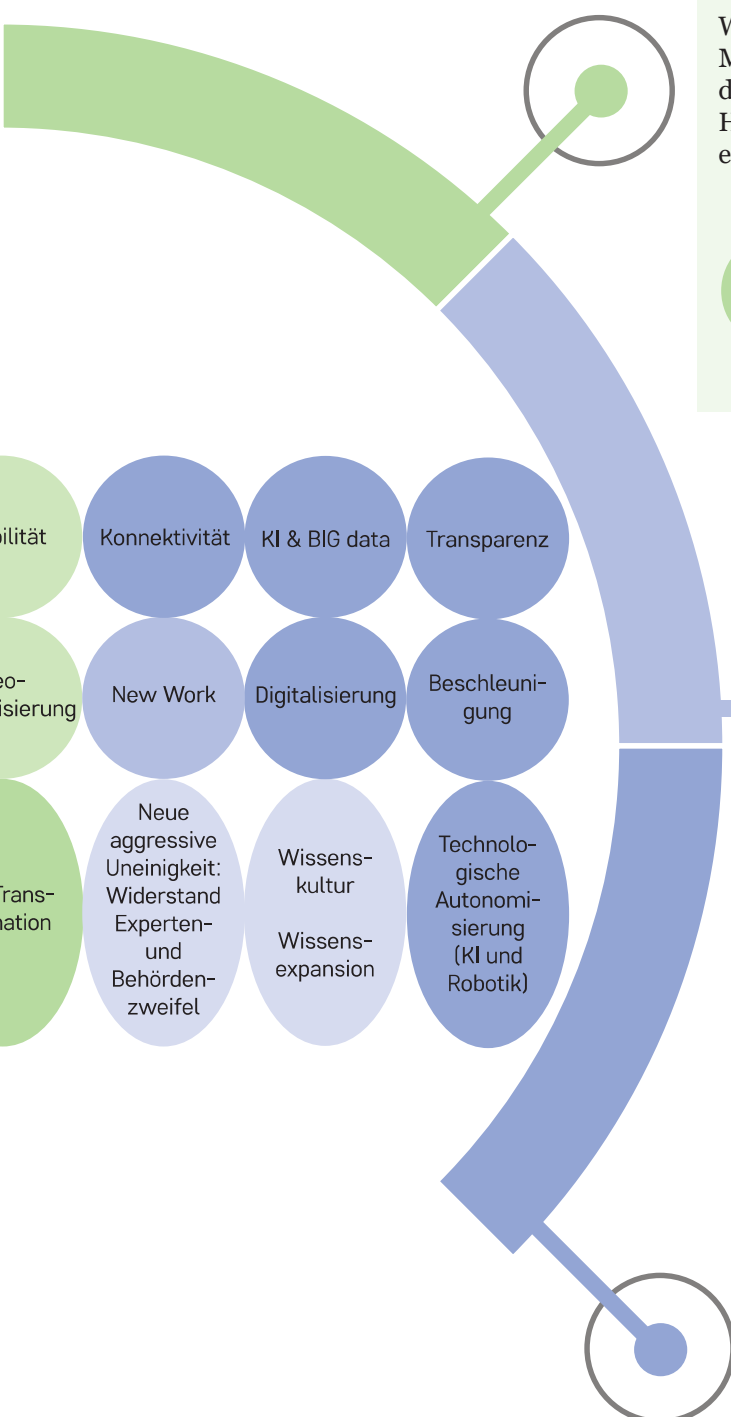 Konnektivität
KI & BIG data
Transparenz
New Work
Digitalisierung
Beschleuni-
gung
Neue
aggressive
Uneinigkeit:
Widerstand
Experten-
und
Behörden-
zweifel
Wissens-
kultur
Wissens-
expansion
Technolo-
gische
Autonomi-
sierung
(KI und
Robotik)